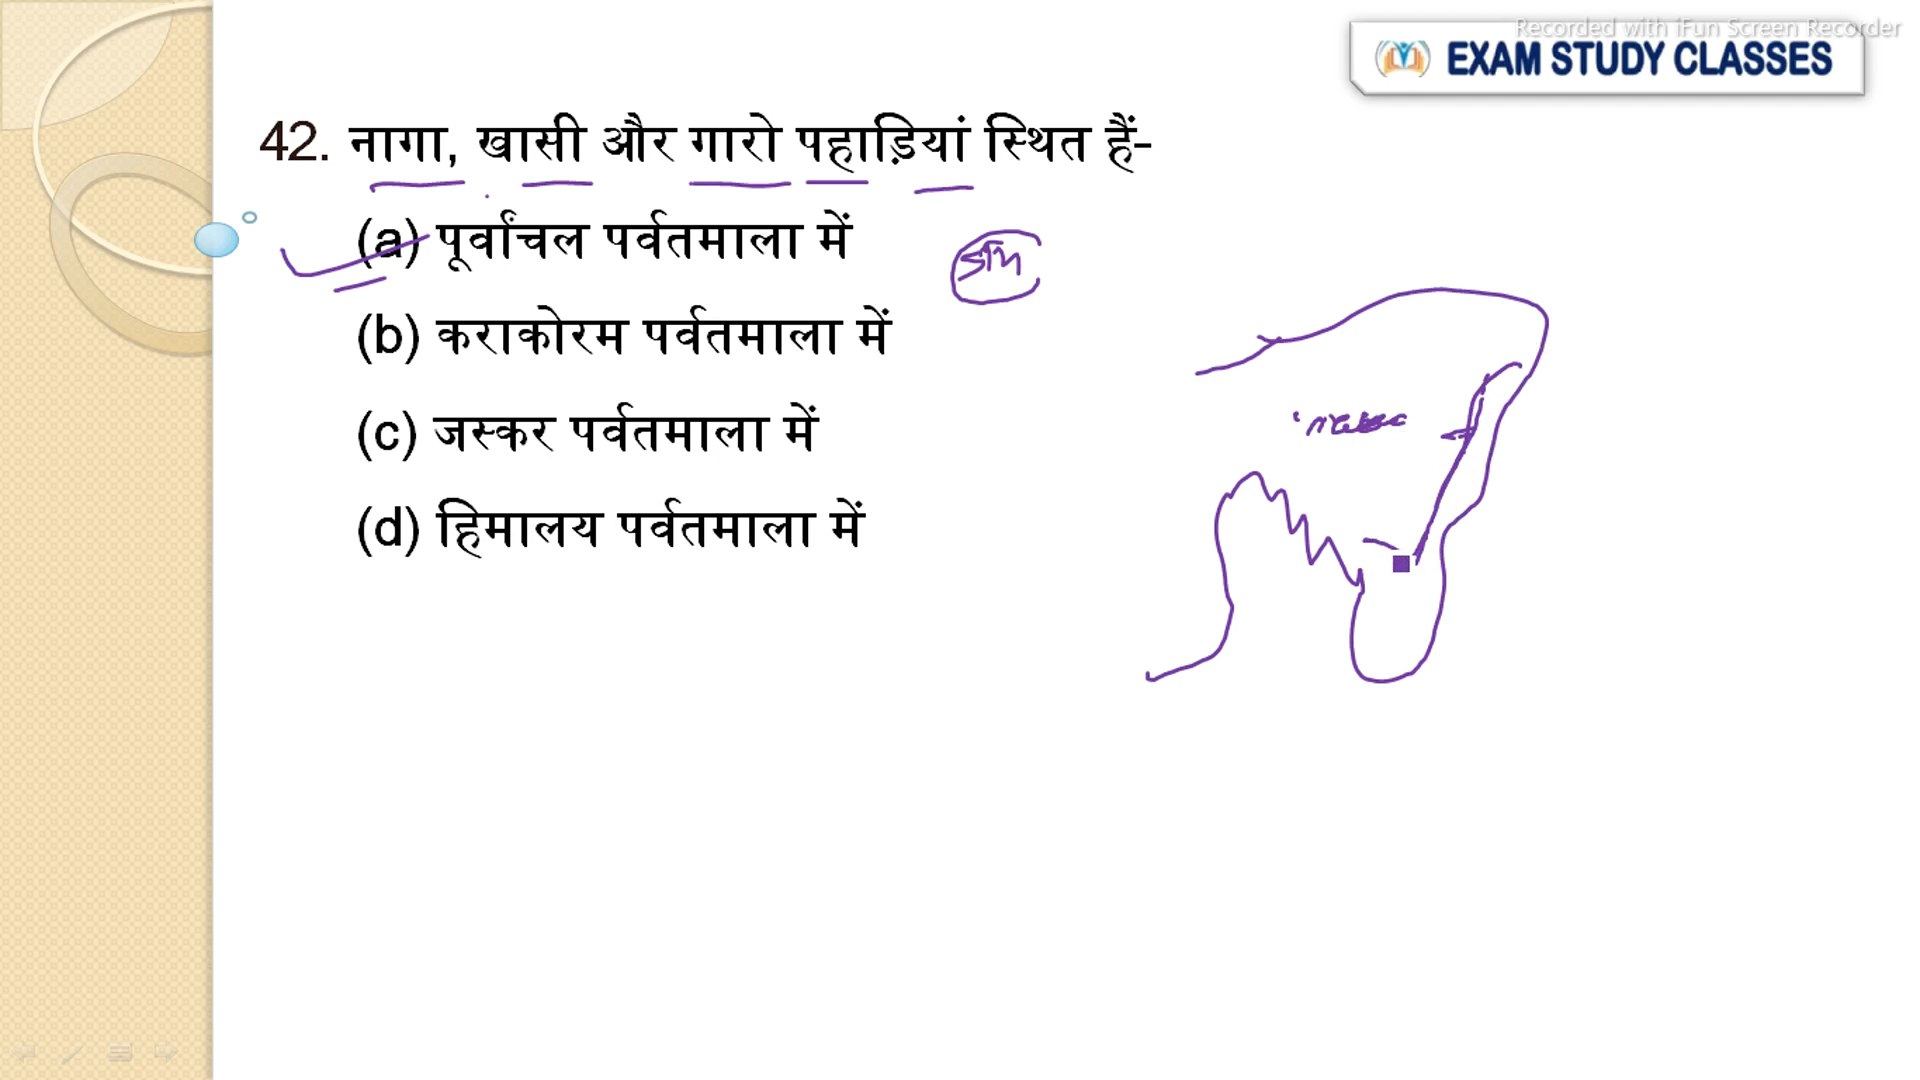 Recorded with iFun Screen Recorder
EXAM STUDY CLASSES
42. नागा, खासी और गारो पहाड़ियां स्थित हैं-
(a) पूर्वांचल पर्वतमाला में
(b) कराकोरम पर्वतमाला में
(c) जस्कर पर्वतमाला में
(d) हिमालय पर्वतमाला में